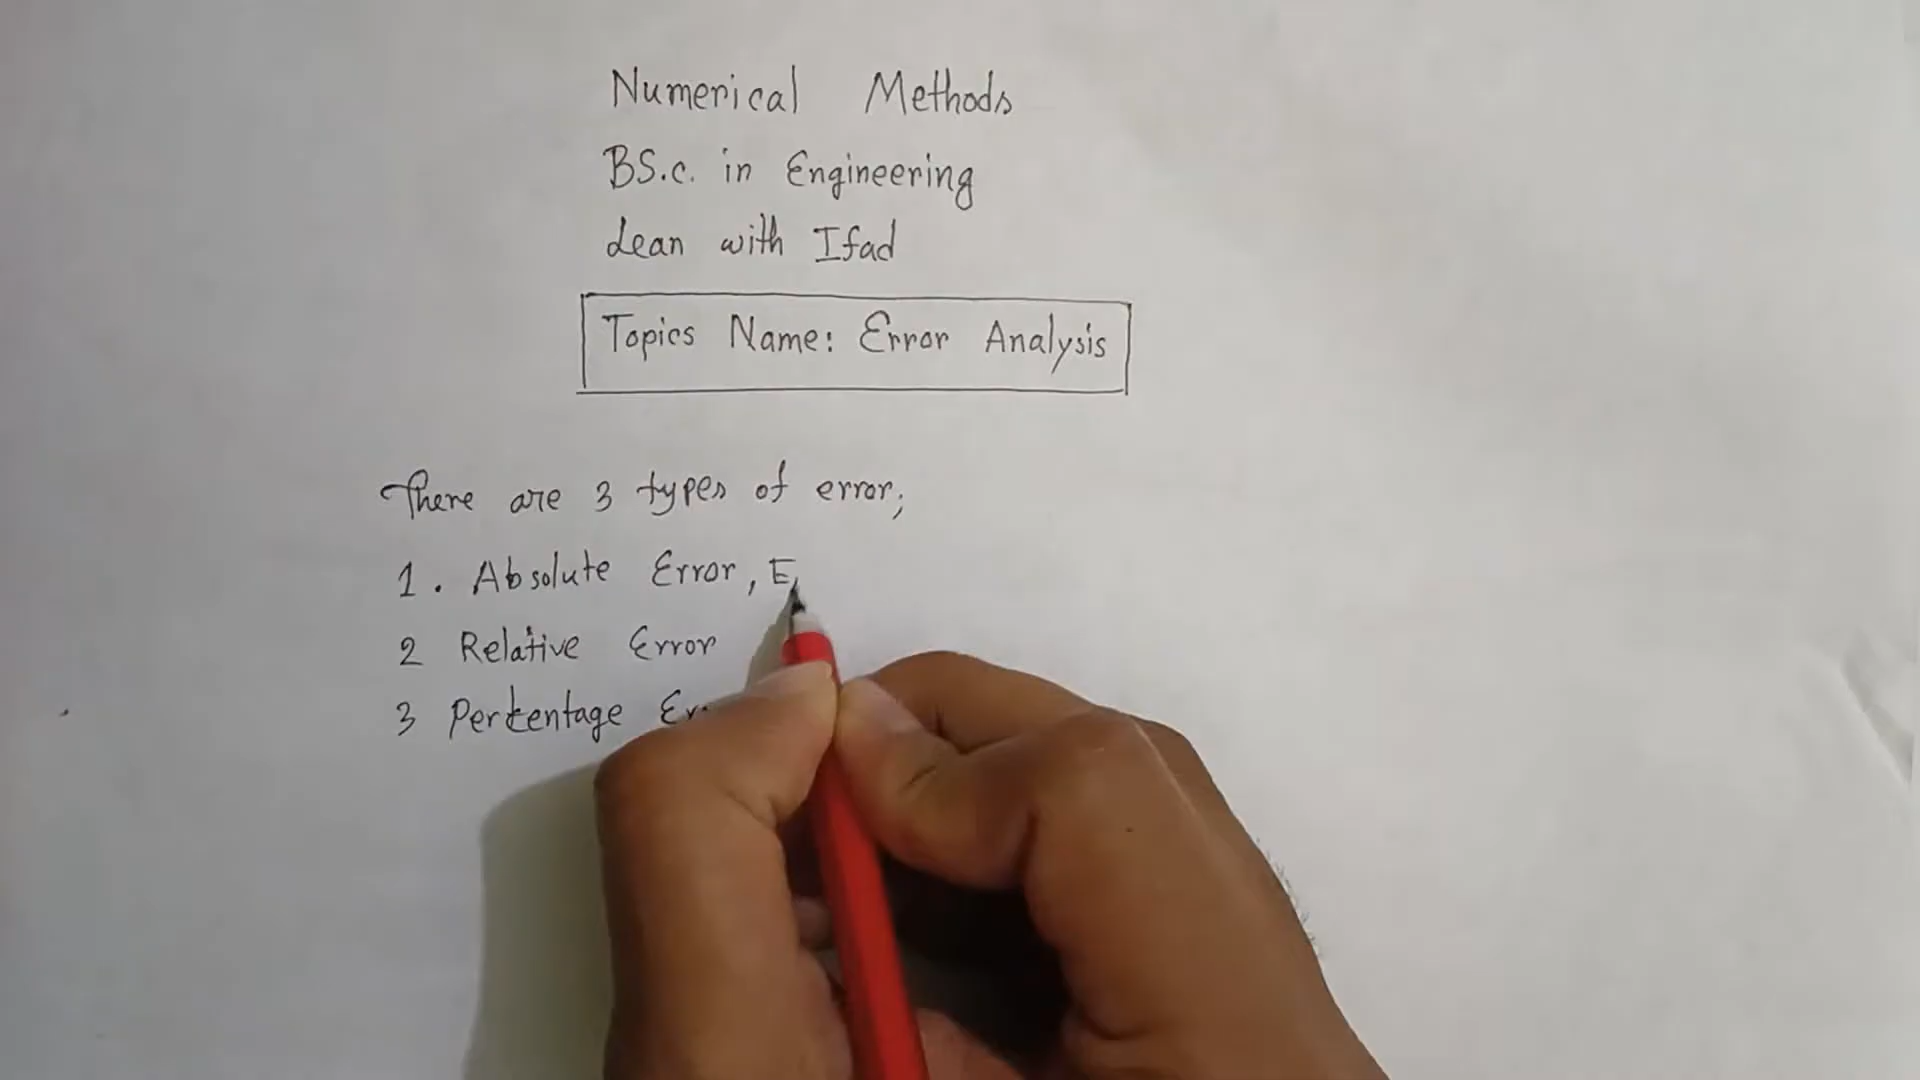 Numerical Methods
BS.c. in Engineering
Lean with Ifad
Topics Name: Error Analysis
There are 3 types of error;
1. Absolute Error, E
2 Relative Error
3 Percentage